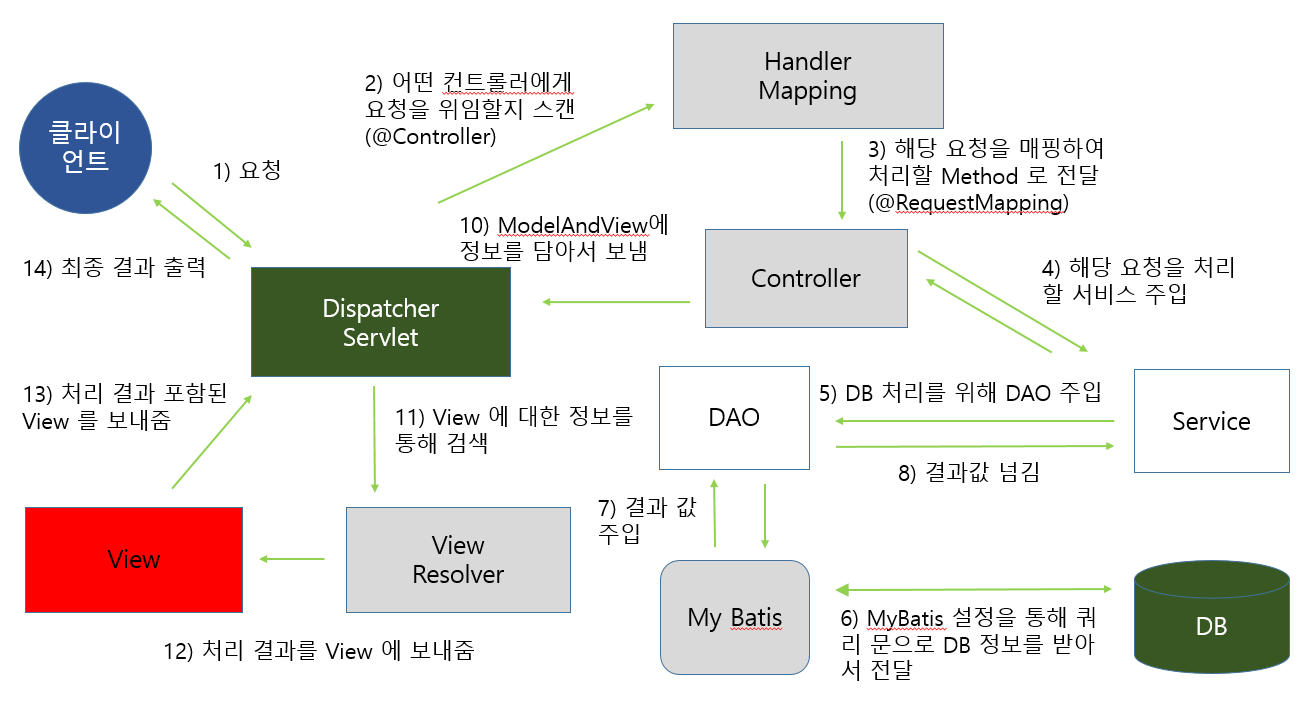 클라이
언트
1) 요청
14) 최종 결과 출력
2) 어떤 컨트롤러에게
요청을 위임할지 스캔
(@Controller)
Handler
Mapping
3) 해당 요청을 매핑하여
처리할 Method 로 전달
(@RequestMapping)
10) ModelAndView에
정보를 담아서 보냄
Controller
4) 해당 요청을 처리
할 서비스 주입
Dispatcher
Servlet
13) 처리 결과 포함된
View 를 보내줌
11) View 에 대한 정보를
통해 검색
DAO
5) DB 처리를 위해 DAO 주입
8) 결과값 넘김
Service
7) 결과 값
주입
View
View
Resolver
12) 처리 결과를 View 에 보내줌
My Batis
6) MyBatis 설정을 통해 쿼
리 문으로 DB 정보를 받아
서 전달
DB